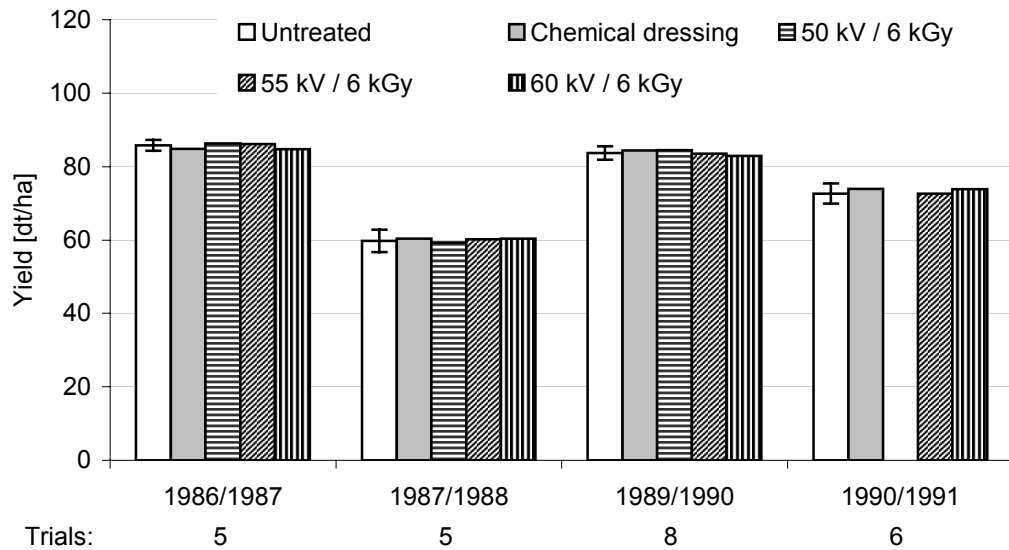 120
Untreated Chemical dressing 50 kV / 6 kGy
55 kV / 6 kGy 60 kV / 6 kGy
100
80
60
40
20
0
Yield [dt/ha]
1986/1987 1987/1988 1989/1990 1990/1991
Trials: 5 5 8 6